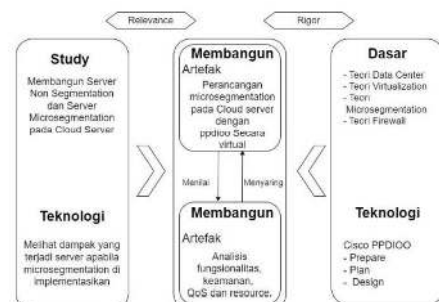 Relevance
Rigor
Study
Membangun Server
Non Segmentation
dan Server
Microsegmentation
pada Cloud Server
Teknologi
Melihat dampak yang
terjadi server apabila
microsegmentation di
implementasikan
Membangun
Artefak
Perancangan
microsegmentation
pada Cloud server
dengan
ppdioo Secara
virtual
Menilai
Menyaring
Membangun
Artefak
Analisis
fungsionalitas,
keamanan,
QoS dan resource.
Dasar
- Teori Data Center
- Teori Virtualization
- Teori
Microsegmentation
- Teori Firewall
Teknologi
Cisco PPDIOO
- Prepare
- Plan
- Design